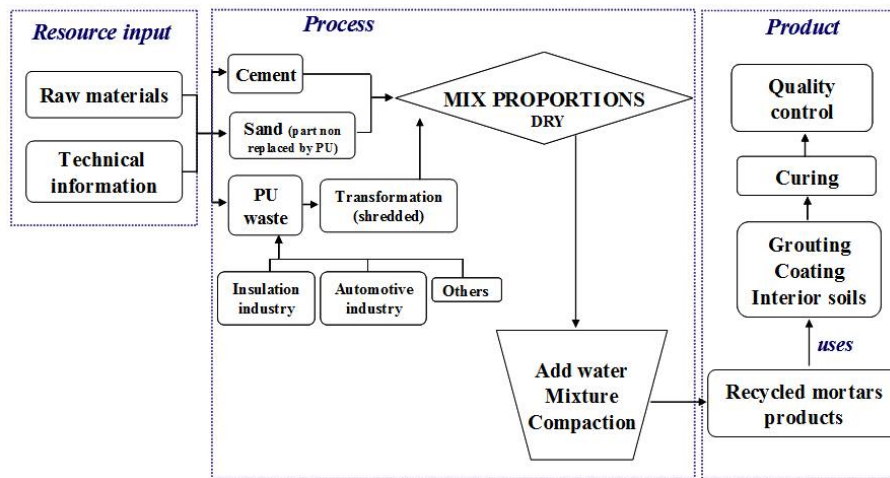 Resource input
Raw materials
Technical
information
Process
Cement
Sand (part non
replaced by PU)
PU
waste
Transformation
(shredded)
Insulation
industry
Automotive
industry
Others
MIX PROPORTIONS
DRY
Add water
Mixture
Compaction
Product
Quality
control
Curing
Grouting
Coating
Interior soils
uses
Recycled mortars
products